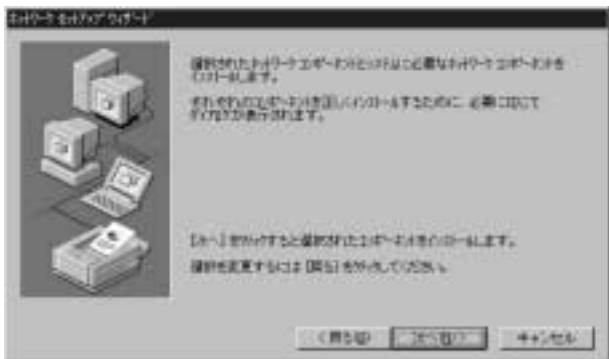 ネットワーク セットアップ ウィザード
選択されたネットワーク コンポーネントとシステムに必要なネットワーク コンポーネントを
インストールします。
それぞれのコンポーネントを正しくインストールするために、必要に応じて
ダイアログが表示されます。
[次へ] をクリックすると選択されたコンポーネントをインストールします。
選択を変更するには [戻る] をクリックしてください。
< 戻る(B)
次へ(N) >
キャンセル